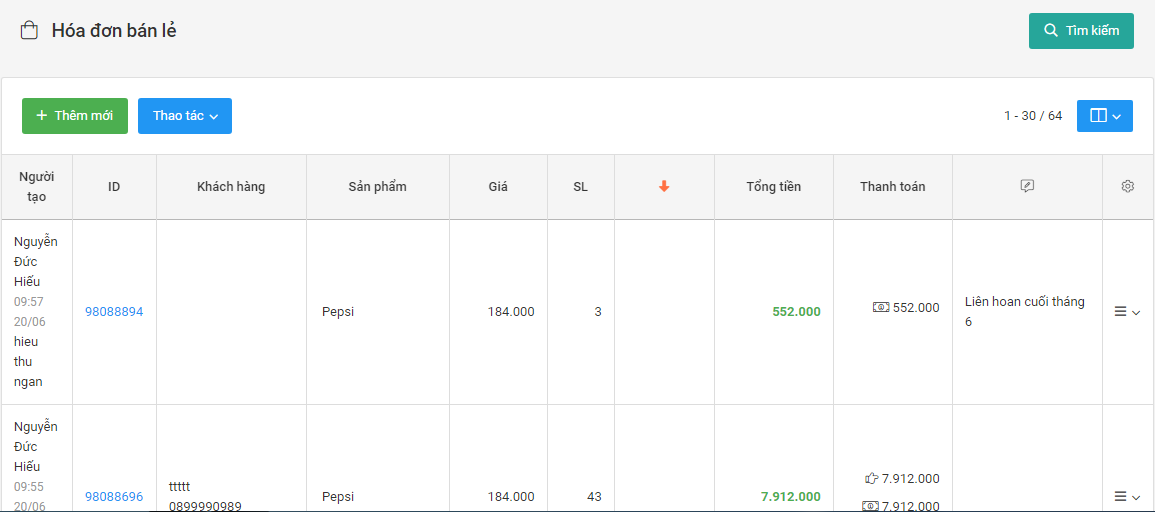 Hóa đơn bán lẻ
Tìm kiếm
Thêm mới
Thao tác
1 - 30 / 64
Người tạo
ID
Khách hàng
Sản phẩm
Giá
SL
Tổng tiền
Thanh toán
Nguyễn
Đức
Hiếu
09:57
20/06
hieu
thu
ngan
98088894
Pepsi
184.000
3
552.000
552.000
Liên hoan cuối tháng
6
Nguyễn
Đức
Hiếu
09:55
20/06
98088696
ttttt
0899990989
Pepsi
184.000
43
7.912.000
7.912.000
7.912.000